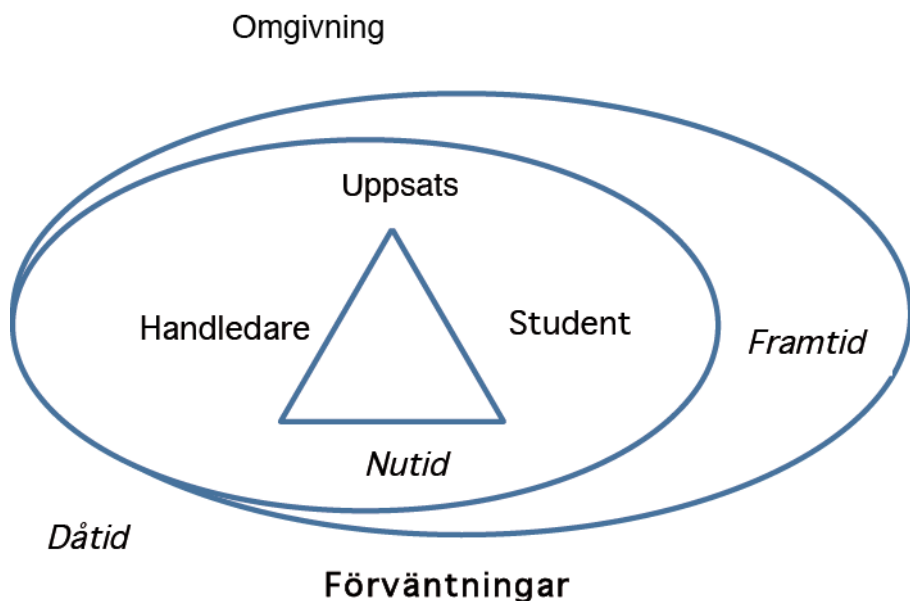 Omgivning
Uppsats
Handledare
Student
Framtid
Nutid
Dåtid
Förväntningar